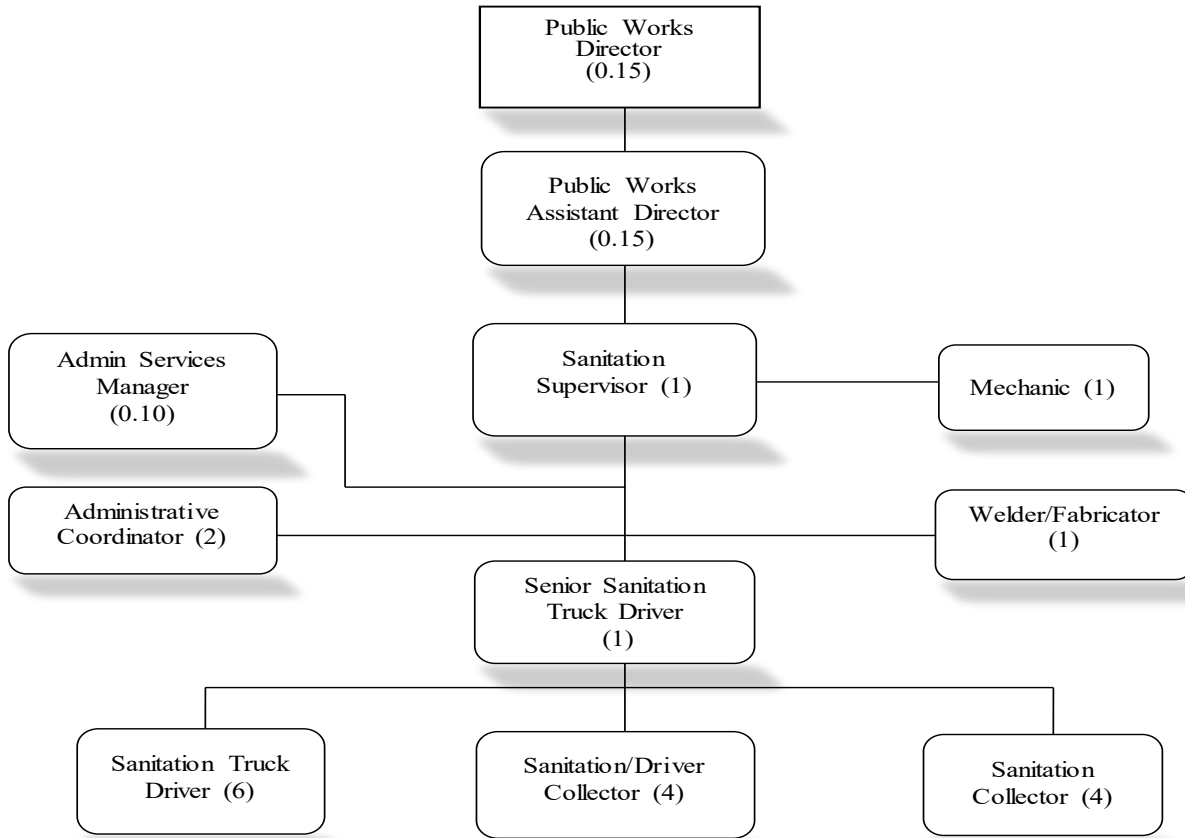 Public Works
Director
(0.15)
Public Works
Assistant Director
(0.15)
Admin Services
Manager
(0.10)
Sanitation
Supervisor (1)
Mechanic (1)
Administrative
Coordinator (2)
Welder/Fabricator
(1)
Senior Sanitation
Truck Driver
(1)
Sanitation Truck
Driver (6)
Sanitation/Driver
Collector (4)
Sanitation
Collector (4)